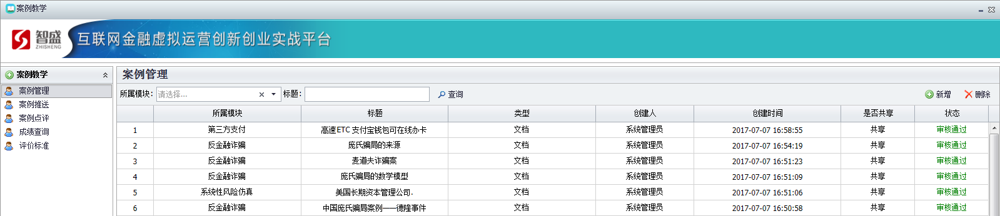 案例教学
智盛 ZHISHENG 互联网金融虚拟运营创新创业实战平台
案例教学
案例管理
案例推送
案例点评
成绩查询
评价标准
案例管理
所属模块: 请选择... 标题: 查询 新增 删除
所属模块 标题 类型 创建人 创建时间 是否共享 状态
1 第三方支付 高速ETC 支付宝钱包可在线办卡 文档 系统管理员 2017-07-07 16:58:55 共享 审核通过
2 反金融诈骗 庞氏骗局的来源 文档 系统管理员 2017-07-07 16:54:19 共享 审核通过
3 反金融诈骗 麦道夫诈骗案 文档 系统管理员 2017-07-07 16:51:23 共享 审核通过
4 反金融诈骗 庞氏骗局的数学模型 文档 系统管理员 2017-07-07 16:51:09 共享 审核通过
5 系统性风险仿真 美国长期资本管理公司. 文档 系统管理员 2017-07-07 16:51:06 共享 审核通过
6 反金融诈骗 中国庞氏骗局案例——德隆事件 文档 系统管理员 2017-07-07 16:50:58 共享 审核通过